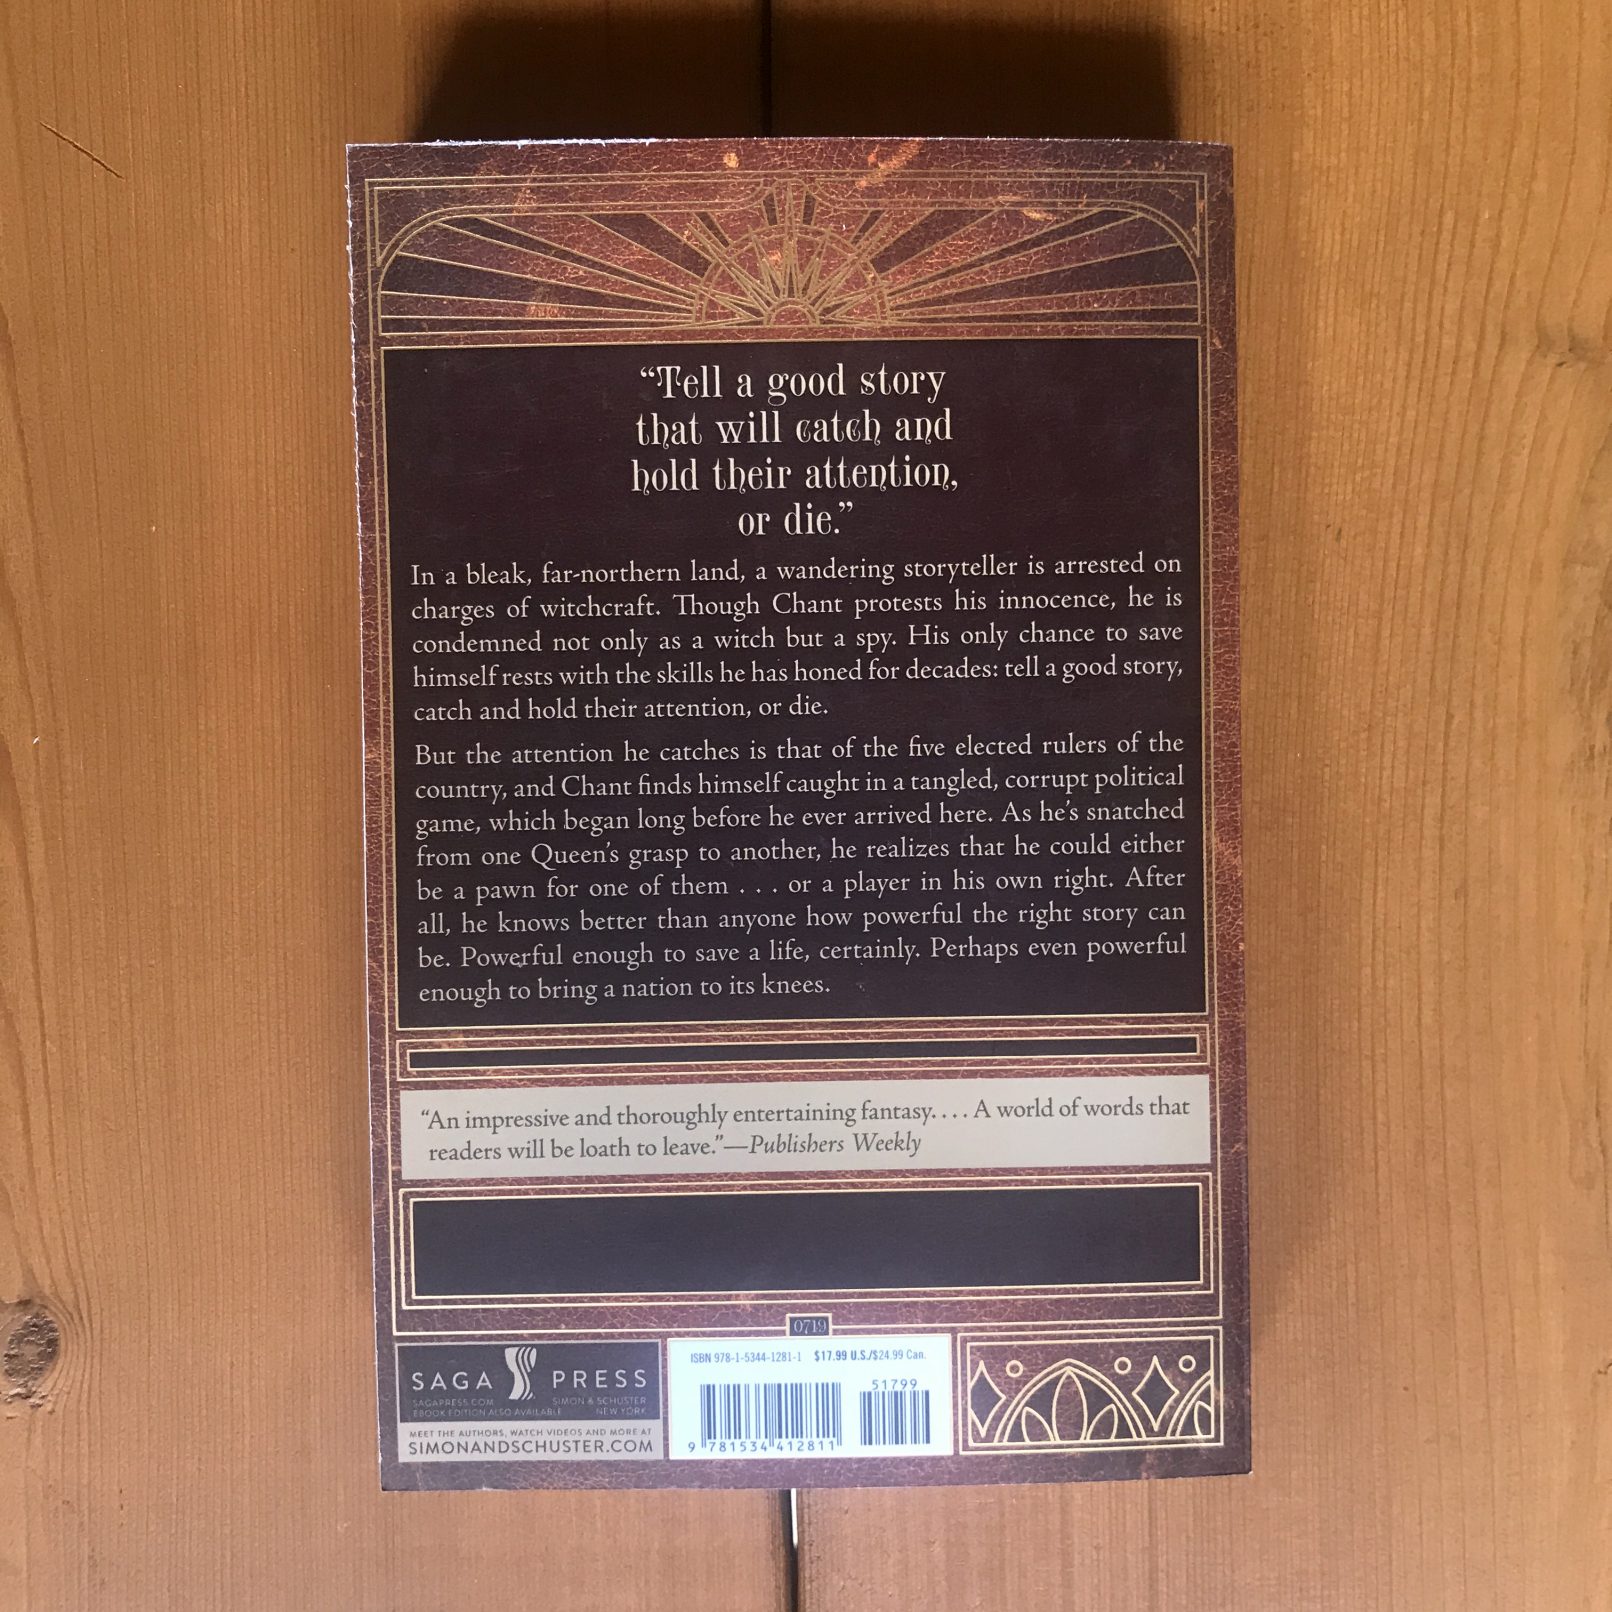 “Tell a good story
that will catch and
hold their attention,
or die.”
In a bleak, far-northern land, a wandering storyteller is arrested on
charges of witchcraft. Though Chant protests his innocence, he is
condemned not only as a witch but a spy. His only chance to save
himself rests with the skills he has honed for decades: tell a good story,
catch and hold their attention, or die.
But the attention he catches is that of the five elected rulers of the
country, and Chant finds himself caught in a tangled, corrupt political
game, which began long before he ever arrived here. As he’s snatched
from one Queen’s grasp to another, he realizes that he could either
be a pawn for one of them . . . or a player in his own right. After
all, he knows better than anyone how powerful the right story can
be. Powerful enough to save a life, certainly. Perhaps even powerful
enough to bring a nation to its knees.
“An impressive and thoroughly entertaining fantasy. . . . A world of words that
readers will be loath to leave.”—Publishers Weekly
0719
SAGA PRESS
SAGAPRESS.COM SIMON & SCHUSTER
EBOOK EDITION ALSO AVAILABLE NEW YORK
MEET THE AUTHORS, WATCH VIDEOS AND MORE AT
SIMONANDSCHUSTER.COM
ISBN 978-1-5344-1281-1 $17.99 U.S./$24.99 Can.
51799
9 781534 412811